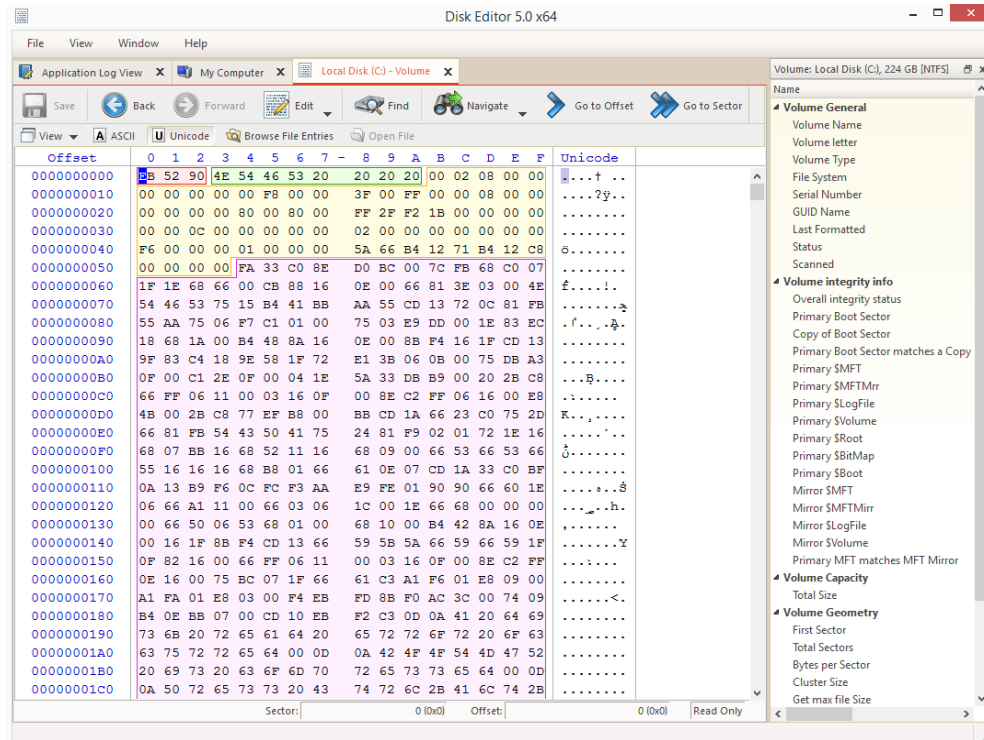 Disk Editor 5.0 x64
File View Window Help
Application Log View X My Computer X Local Disk (C:) - Volume X
Save Back Forward Edit Find Navigate Go to Offset Go to Sector
View A ASCII U Unicode Browse File Entries Open File
Offset 0 1 2 3 4 5 6 7 - 8 9 A B C D E F Unicode
0000000000 EB 52 90 4E 54 46 53 20 20 20 20 00 02 08 00 00 ....† ..
0000000010 00 00 00 00 00 F8 00 00 3F 00 FF 00 00 08 00 00 ....?ÿ..
0000000020 00 00 00 00 80 00 80 00 FF 2F F2 1B 00 00 00 00 ........
0000000030 00 00 0C 00 00 00 00 00 02 00 00 00 00 00 00 00 ........
0000000040 F6 00 00 00 01 00 00 00 5A 66 B4 12 71 B4 12 C8 ö.......
0000000050 00 00 00 00 FA 33 C0 8E D0 BC 00 7C FB 68 C0 07 ........
0000000060 1F 1E 68 66 00 CB 88 16 0E 00 66 81 3E 03 00 4E
0000000070 54 46 53 75 15 B4 41 BB AA 55 CD 13 72 0C 81 FB
0000000080 55 AA 75 06 F7 C1 01 00 75 03 E9 DD 00 1E 83 EC
0000000090 18 68 1A 00 B4 48 8A 16 0E 00 8B F4 16 1F CD 13 ........
00000000A0 9F 83 C4 18 9E 58 1F 72 E1 3B 06 0B 00 75 DB A3 ........
00000000B0 0F 00 C1 2E 0F 00 04 1E 5A 33 DB B9 00 20 2B C8
00000000C0 66 FF 06 11 00 03 16 0F 00 8E C2 FF 06 16 00 E8
00000000D0 4B 00 2B C8 77 EF B8 00 BB CD 1A 66 23 C0 75 2D
00000000E0 66 81 FB 54 43 50 41 75 24 81 F9 02 01 72 1E 16
00000000F0 68 07 BB 16 68 52 11 16 68 09 00 66 53 66 53 66
0000000100 55 16 16 16 68 B8 01 66 61 0E 07 CD 1A 33 C0 BF ........
0000000110 0A 13 B9 F6 0C FC F3 AA E9 FE 01 90 90 66 60 1E
0000000120 06 66 A1 11 00 66 03 06 1C 00 1E 66 68 00 00 00
0000000130 00 66 50 06 53 68 01 00 68 10 00 B4 42 8A 16 0E
0000000140 00 16 1F 8B F4 CD 13 66 59 5B 5A 66 59 66 59 1F .......Y
0000000150 0F 82 16 00 66 FF 06 11 00 03 16 0F 00 8E C2 FF
0000000160 0E 16 00 75 BC 07 1F 66 61 C3 A1 F6 01 E8 09 00 ........
0000000170 A1 FA 01 E8 03 00 F4 EB FD 8B F0 AC 3C 00 74 09 ......<.
0000000180 B4 0E BB 07 00 CD 10 EB F2 C3 0D 0A 41 20 64 69 ........
0000000190 73 6B 20 72 65 61 64 20 65 72 72 6F 72 20 6F 63 ........
00000001A0 63 75 72 72 65 64 00 0D 0A 42 4F 4F 54 4D 47 52 ........
00000001B0 20 69 73 20 63 6F 6D 70 72 65 73 73 65 64 00 0D ........
00000001C0 0A 50 72 65 73 73 20 43 74 72 6C 2B 41 6C 74 2B ........
Sector: 0 (0x0) Offset: 0 (0x0) Read Only
Volume: Local Disk (C:), 224 GB [NTFS]
Name
Volume General
Volume Name
Volume letter
Volume Type
File System
Serial Number
GUID Name
Last Formatted
Status
Scanned
Volume integrity info
Overall integrity status
Primary Boot Sector
Copy of Boot Sector
Primary Boot Sector matches a Copy
Primary $MFT
Primary $MFTMrr
Primary $LogFile
Primary $Volume
Primary $Root
Primary $BitMap
Primary $Boot
Mirror $MFT
Mirror $MFTMirr
Mirror $LogFile
Mirror $Volume
Primary MFT matches MFT Mirror
Volume Capacity
Total Size
Volume Geometry
First Sector
Total Sectors
Bytes per Sector
Cluster Size
Get max file Size